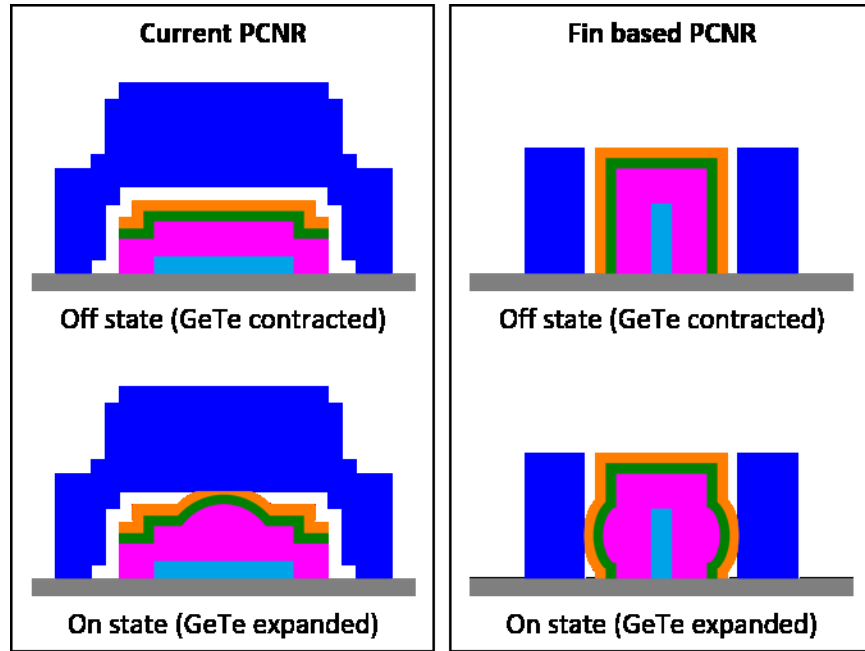 Current PCNR
Off state (GeTe contracted)
On state (GeTe expanded)
Fin based PCNR
Off state (GeTe contracted)
On state (GeTe expanded)